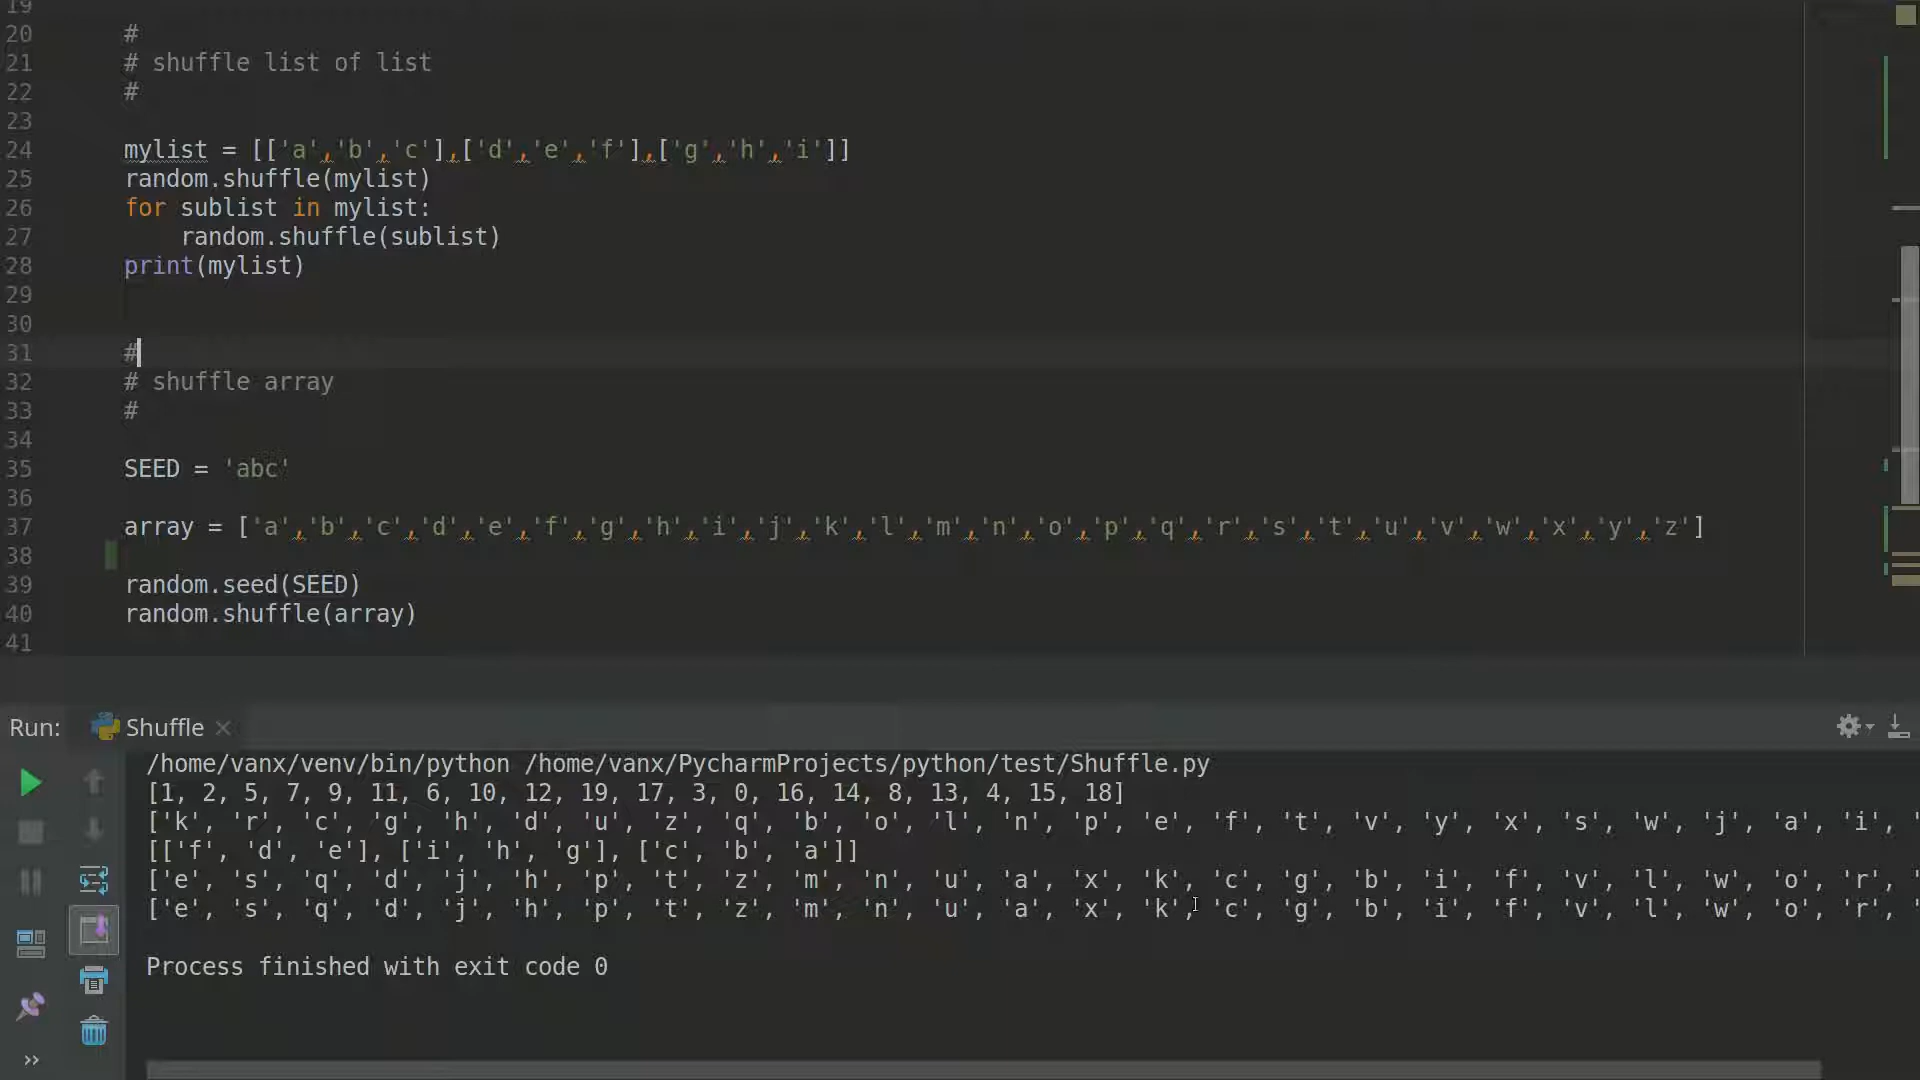 19
20 #
21 # shuffle list of list
22 #
23
24 mylist = [['a','b','c'],['d','e','f'],['g','h','i']]
25 random.shuffle(mylist)
26 for sublist in mylist:
27 random.shuffle(sublist)
28 print(mylist)
29
30
31 #
32 # shuffle array
33 #
34
35 SEED = 'abc'
36
37 array = ['a','b','c','d','e','f','g','h','i','j','k','l','m','n','o','p','q','r','s','t','u','v','w','x','y','z']
38
39 random.seed(SEED)
40 random.shuffle(array)
41
Run: Shuffle
/home/vanx/venv/bin/python /home/vanx/PycharmProjects/python/test/Shuffle.py
[1, 2, 5, 7, 9, 11, 6, 10, 12, 19, 17, 3, 0, 16, 14, 8, 13, 4, 15, 18]
['k', 'r', 'c', 'g', 'h', 'd', 'u', 'z', 'q', 'b', 'o', 'l', 'n', 'p', 'e', 'f', 't', 'v', 'y', 'x', 's', 'w', 'j', 'a', 'i', '
[['f', 'd', 'e'], ['i', 'h', 'g'], ['c', 'b', 'a']]
['e', 's', 'q', 'd', 'j', 'h', 'p', 't', 'z', 'm', 'n', 'u', 'a', 'x', 'k', 'c', 'g', 'b', 'i', 'f', 'v', 'l', 'w', 'o', 'r', '
['e', 's', 'q', 'd', 'j', 'h', 'p', 't', 'z', 'm', 'n', 'u', 'a', 'x', 'k', 'c', 'g', 'b', 'i', 'f', 'v', 'l', 'w', 'o', 'r', '
Process finished with exit code 0